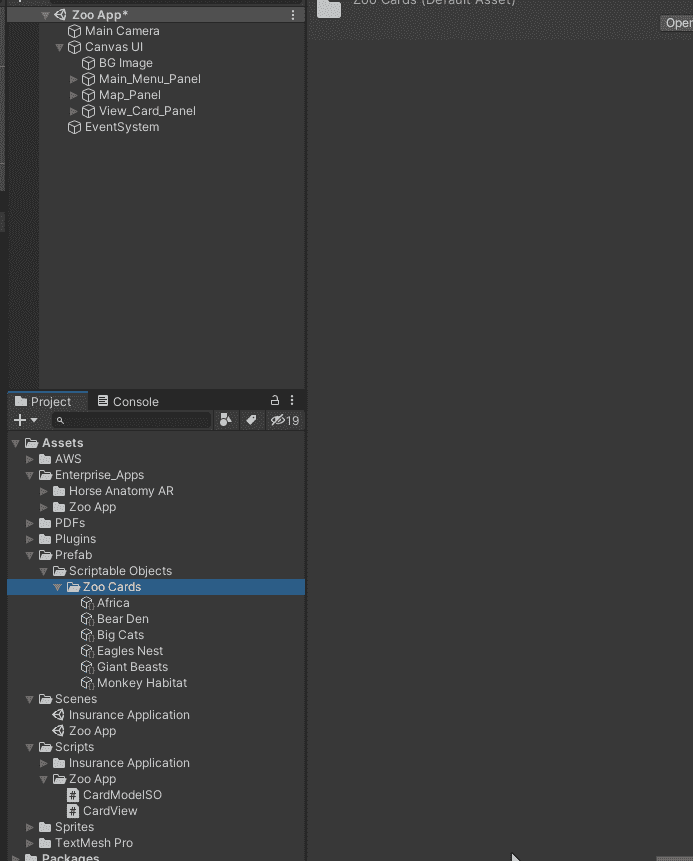 Zoo App*
Main Camera
Canvas UI
BG Image
Main_Menu_Panel
Map_Panel
View_Card_Panel
EventSystem
Zoo Cards (Default Asset)
Open
Project
Console
19
Assets
AWS
Enterprise_Apps
Horse Anatomy AR
Zoo App
PDFs
Plugins
Prefab
Scriptable Objects
Zoo Cards
Africa
Bear Den
Big Cats
Eagles Nest
Giant Beasts
Monkey Habitat
Scenes
Insurance Application
Zoo App
Scripts
Insurance Application
Zoo App
CardModelSO
CardView
Sprites
TextMesh Pro
Packages